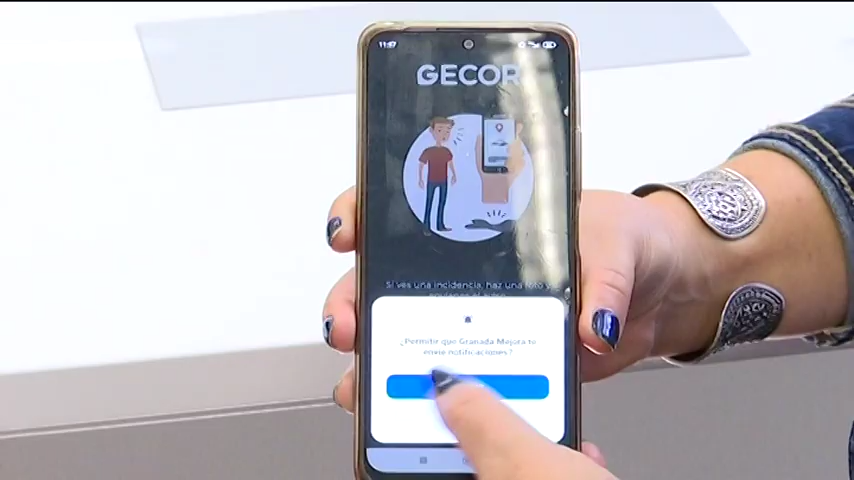 11:57
GECOR
Si ves una incidencia, haz una foto y
¿Permitir que Granada Mejora te
envíe notificaciones?